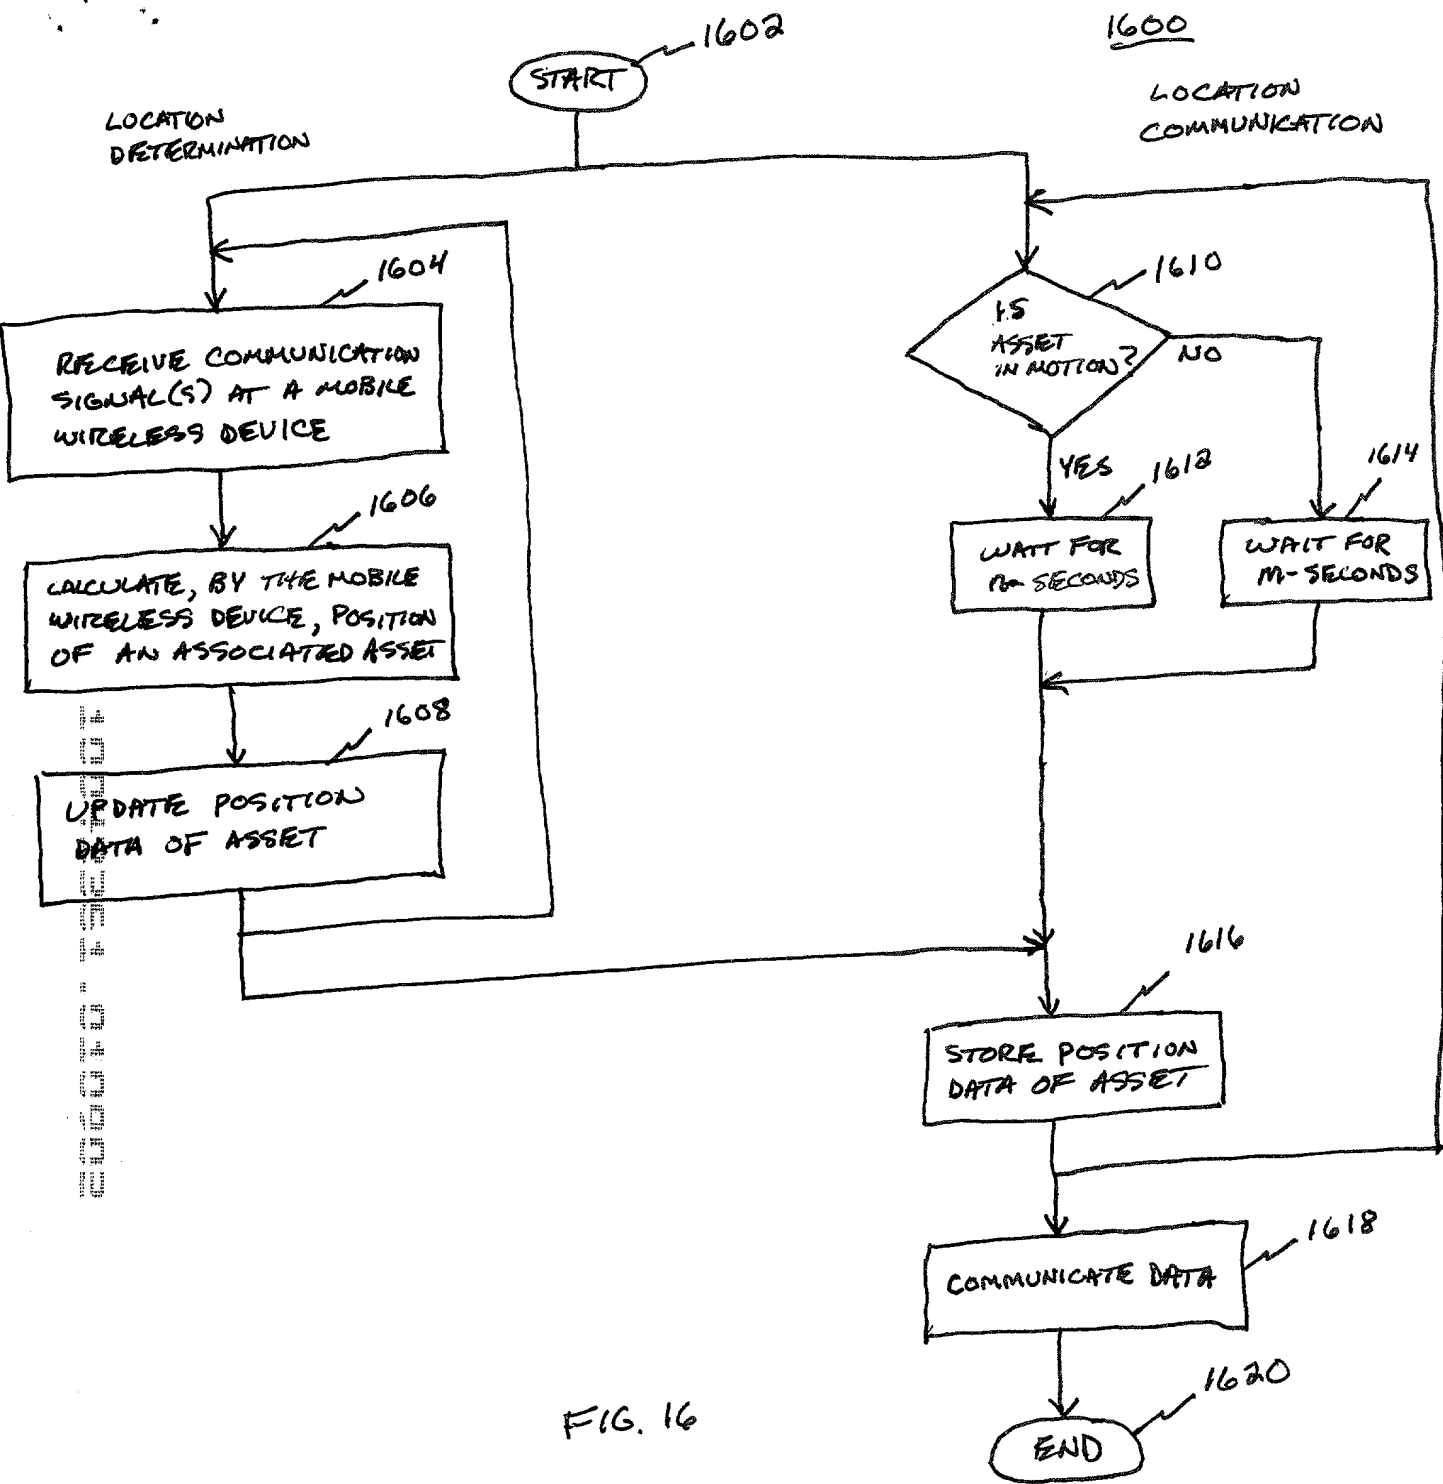 1600
1602
START
LOCATION
DETERMINATION
LOCATION
COMMUNICATION
1604
RECEIVE COMMUNICATION
SIGNAL(S) AT A MOBILE
WIRELESS DEVICE
1606
CALCULATE, BY THE MOBILE
WIRELESS DEVICE, POSITION
OF AN ASSOCIATED ASSET
1608
UPDATE POSITION
DATA OF ASSET
1610
IS
ASSET
IN MOTION?
NO
YES
1612
WAIT FOR
n-SECONDS
1614
WAIT FOR
m-SECONDS
1616
STORE POSITION
DATA OF ASSET
1618
COMMUNICATE DATA
1620
END
FIG. 16